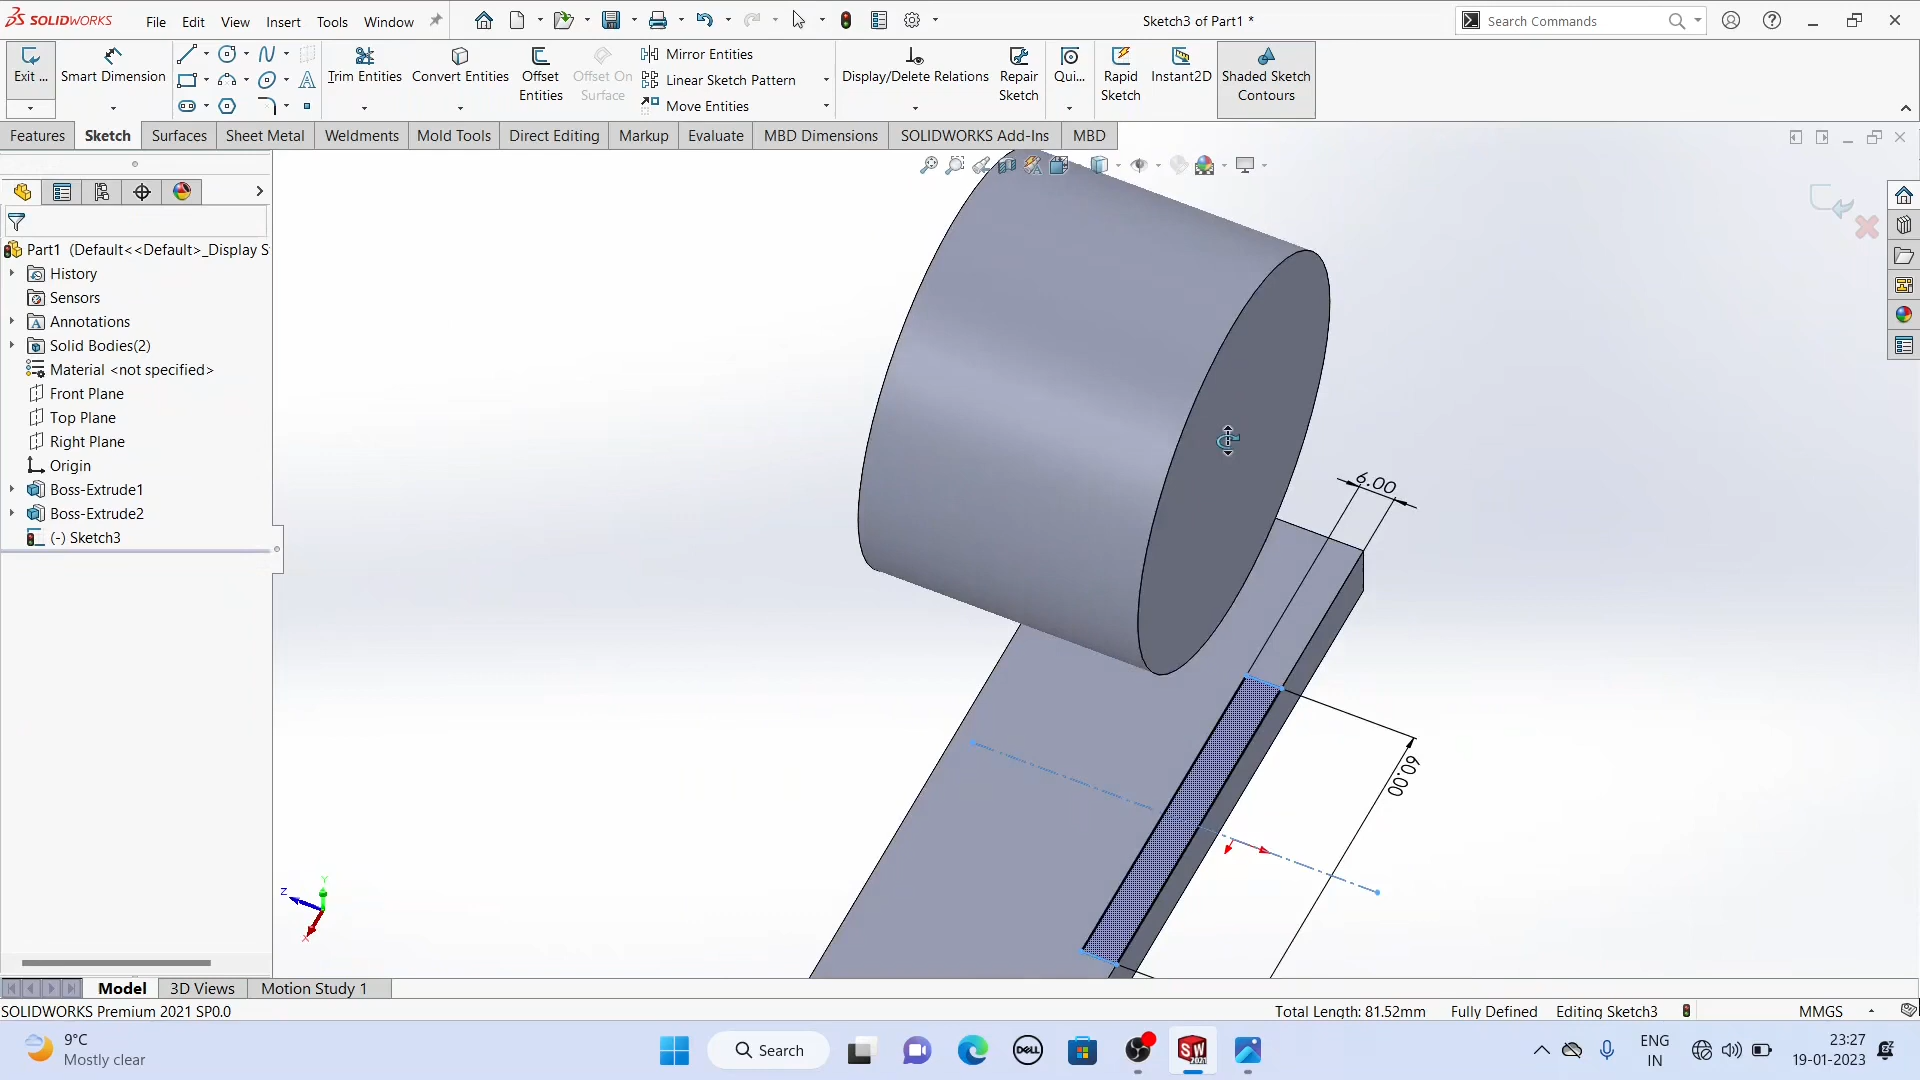 SOLIDWORKS File Edit View Insert Tools Window Sketch3 of Part1 * Search Commands
Exit ... Smart Dimension Trim Entities Convert Entities Offset Entities Offset On Surface Mirror Entities Linear Sketch Pattern Move Entities Display/Delete Relations Repair Sketch Qui... Rapid Sketch Instant2D Shaded Sketch Contours
Features Sketch Surfaces Sheet Metal Weldments Mold Tools Direct Editing Markup Evaluate MBD Dimensions SOLIDWORKS Add-Ins MBD
Part1 (Default<<Default>_Display S
History
Sensors
Annotations
Solid Bodies(2)
Material <not specified>
Front Plane
Top Plane
Right Plane
Origin
Boss-Extrude1
Boss-Extrude2
(-) Sketch3
6.00
60.00
Y
Z
X
Model 3D Views Motion Study 1
SOLIDWORKS Premium 2021 SP0.0 Total Length: 81.52mm Fully Defined Editing Sketch3 MMGS
9°C
Mostly clear
Search
DELL
SW
2021
ENG
IN
23:27
19-01-2023